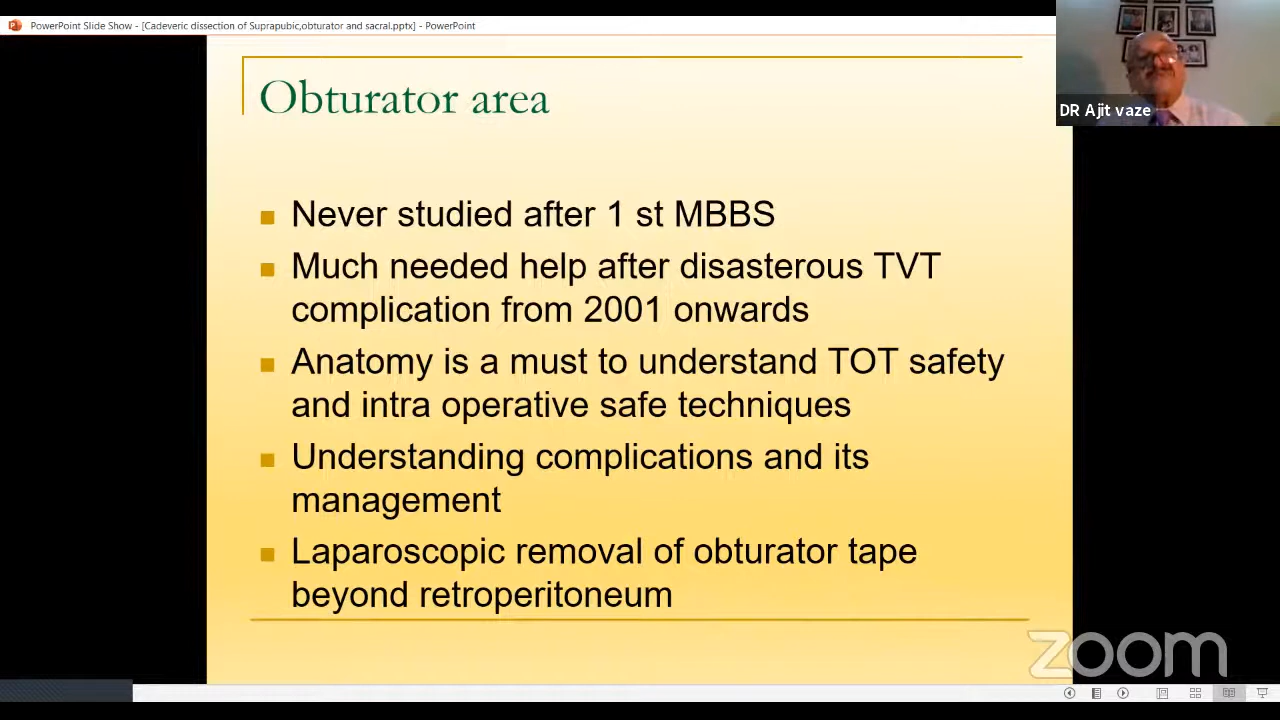 PowerPoint Slide Show - [Cadeveric dissection of Suprapubic,obturator and sacral.pptx] - PowerPoint
DR Ajit vaze
Obturator area
Never studied after 1 st MBBS
Much needed help after disasterous TVT
complication from 2001 onwards
Anatomy is a must to understand TOT safety
and intra operative safe techniques
Understanding complications and its
management
Laparoscopic removal of obturator tape
beyond retroperitoneum
zoom